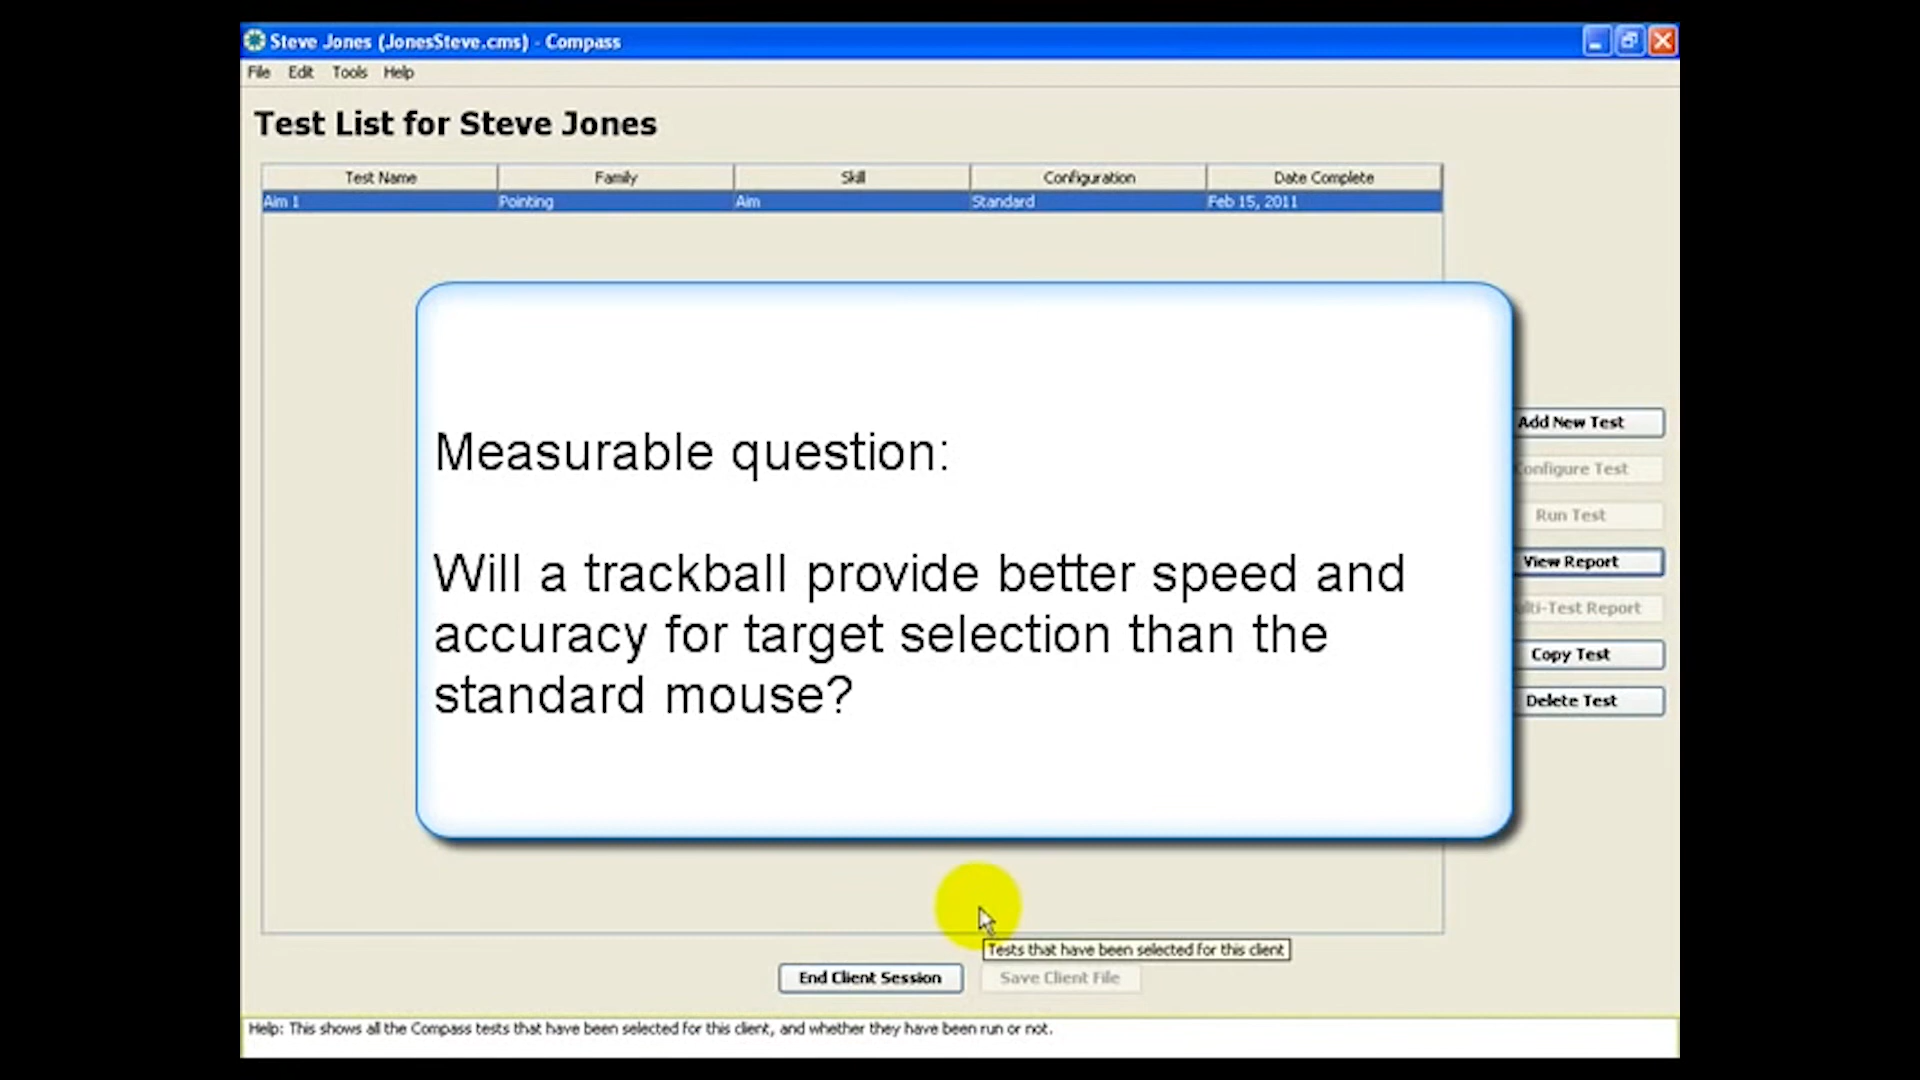 Steve Jones (JonesSteve.cms) - Compass
File Edit Tools Help
Test List for Steve Jones
Test Name Family Skill Configuration Date Complete
Aim 1 Pointing Aim Standard Feb 15, 2011
Measurable question:
Will a trackball provide better speed and
accuracy for target selection than the
standard mouse?
Add New Test
Configure Test
Run Test
View Report
Test Report
Copy Test
Delete Test
Tests that have been selected for this client
End Client Session Save Client File
Help: This shows all the Compass tests that have been selected for this client, and whether they have been run or not.